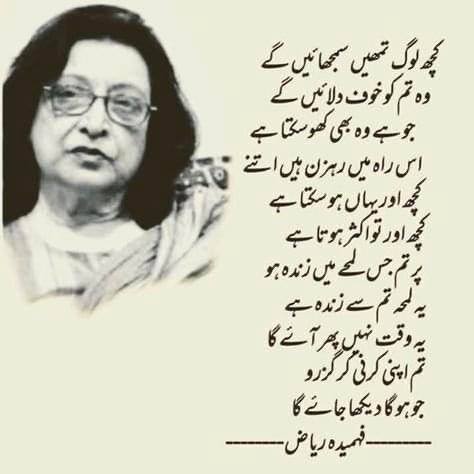 کچھ لوگ تمھیں سمجھائیں گے
وہ تم کو خوف دلائیں گے
جو ہے وہ بھی کھو سکتا ہے
اس راہ میں رہزن ہیں اتنے
کچھ اور یہاں ہو سکتا ہے
کچھ اور تو اکثر ہوتا ہے
پر تم جس لمحے میں زندہ ہو
یہ لمحہ تم سے زندہ ہے
یہ وقت نہیں پھر آئے گا
تم اپنی کرنی کر گزرو
جو ہو گا دیکھا جائے گا
----------فہمیدہ ریاض----------